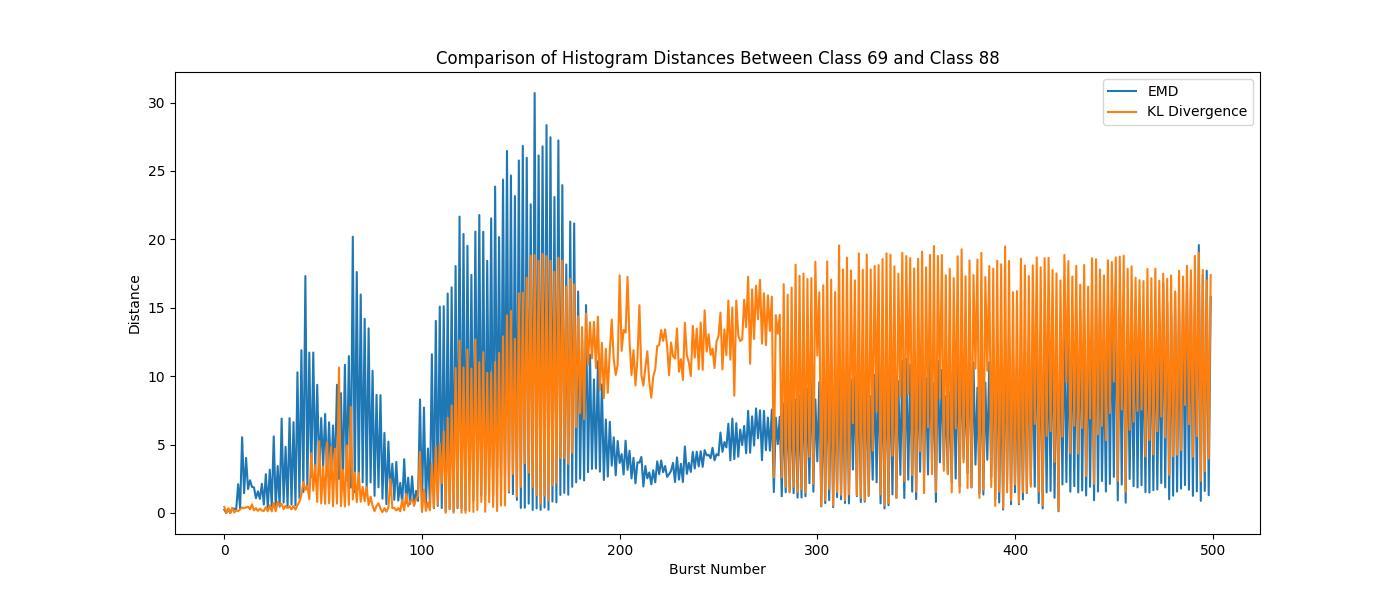 Comparison of Histogram Distances Between Class 69 and Class 88
EMD
KL Divergence
30
25
20
15
10
5
0
Distance
0 100 200 300 400 500
Burst Number